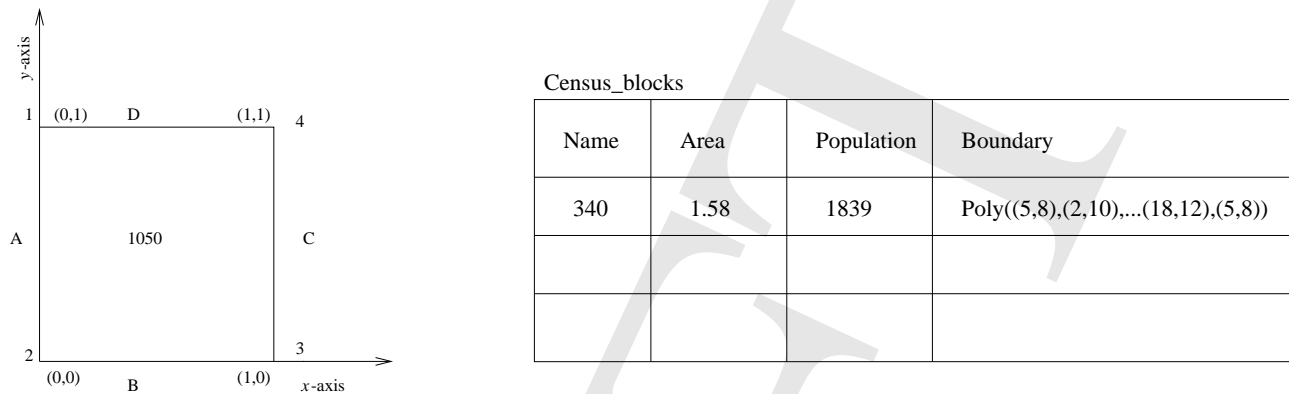 y-axis
1 (0,1) D (1,1) 4
A 1050 C
2 3
(0,0) B (1,0) x-axis
Census_blocks
Name Area Population Boundary
340 1.58 1839 Poly((5,8),(2,10),...(18,12),(5,8))